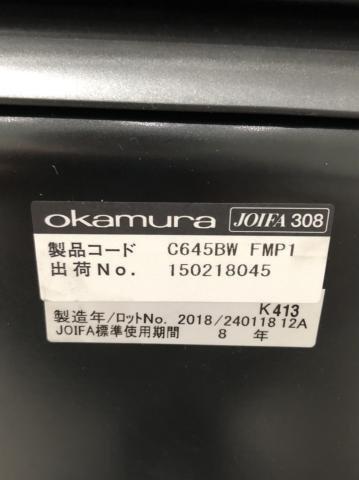 okamura JOIFA 308
製品コード C645BW FMP1
出荷No. 150218045
K413
製造年/ロットNo. 2018/240118 12A
JOIFA標準使用期間 8 年